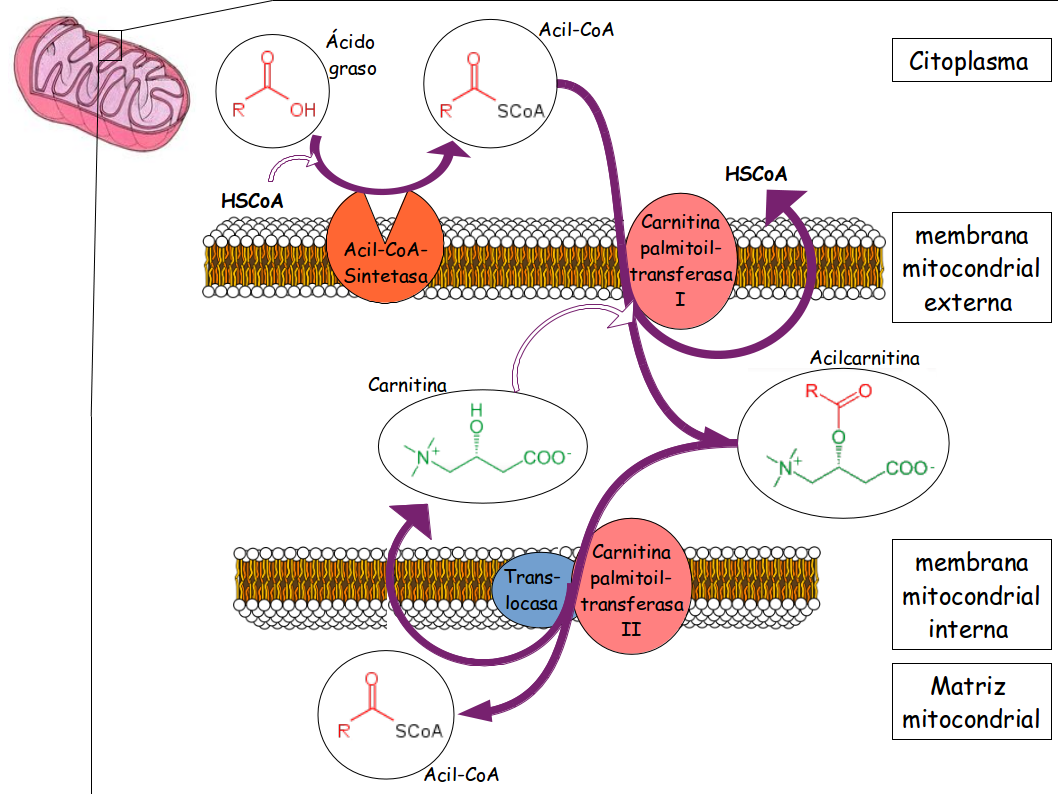 Ácido
graso
Acil-CoA
Citoplasma
O
R
OH
O
R
SCoA
HSCoA
HSCoA
Acil-CoA-
Sintetasa
Carnitina
palmitoil-
transferasa
I
membrana
mitocondrial
externa
Carnitina
H
O
N+
COO-
Acilcarnitina
R
O
O
N+
COO-
Trans-
locasa
Carnitina
palmitoil-
transferasa
II
membrana
mitocondrial
interna
Matriz
mitocondrial
O
R
SCoA
Acil-CoA